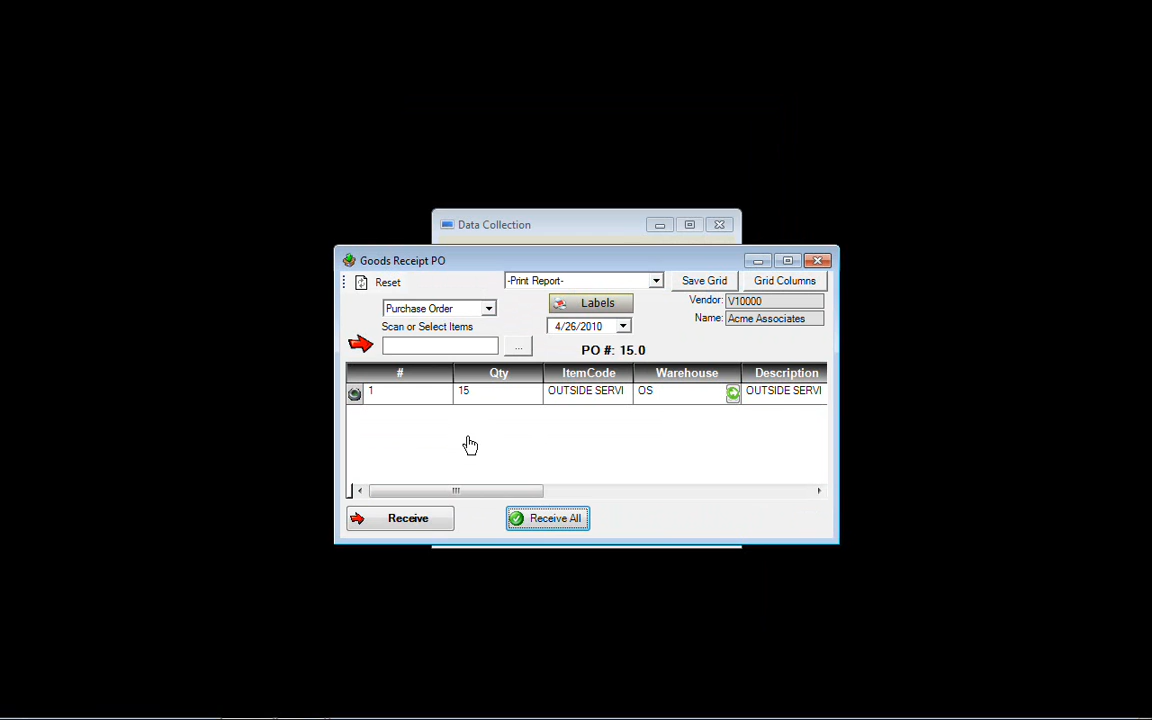 Data Collection
Goods Receipt PO
Reset
-Print Report-
Save Grid
Grid Columns
Purchase Order
Labels
Vendor: V10000
Scan or Select Items
4/26/2010
Name: Acme Associates
...
PO #: 15.0
# Qty ItemCode Warehouse Description
1 15 OUTSIDE SERVI OS OUTSIDE SERVI
Receive
Receive All